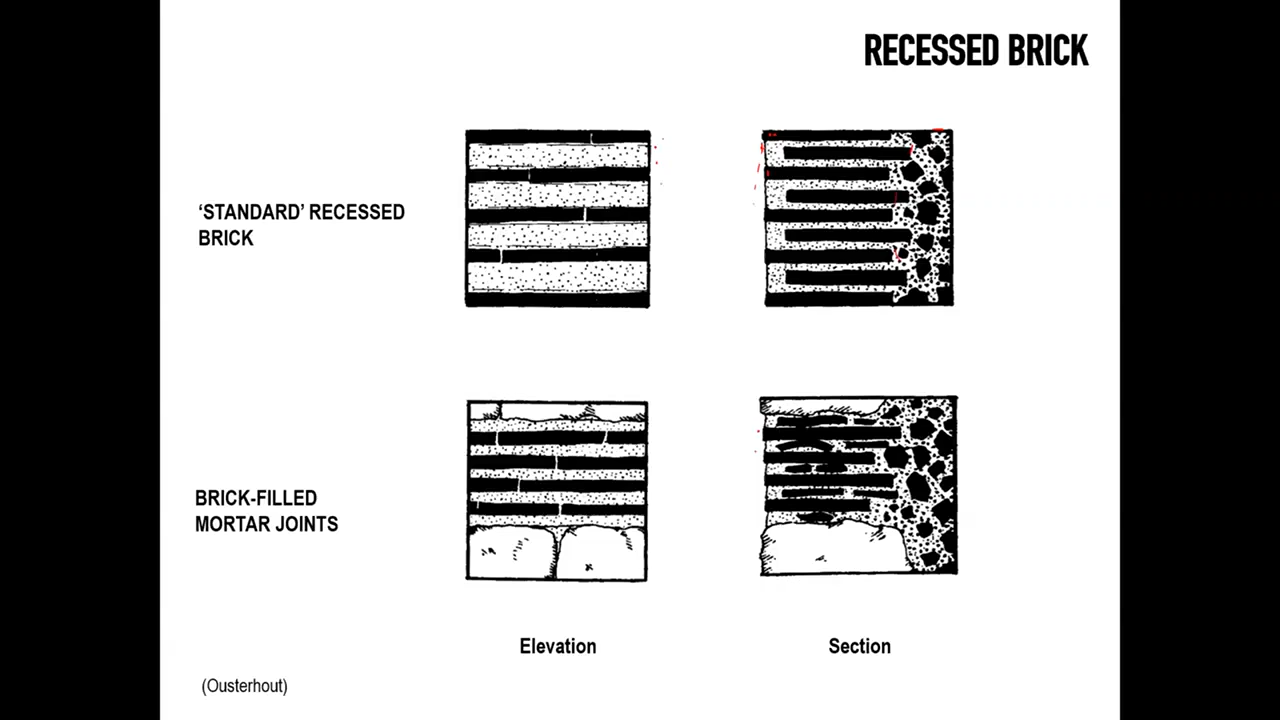 RECESSED BRICK
‘STANDARD’ RECESSED
BRICK
BRICK-FILLED
MORTAR JOINTS
Elevation
Section
(Ousterhout)